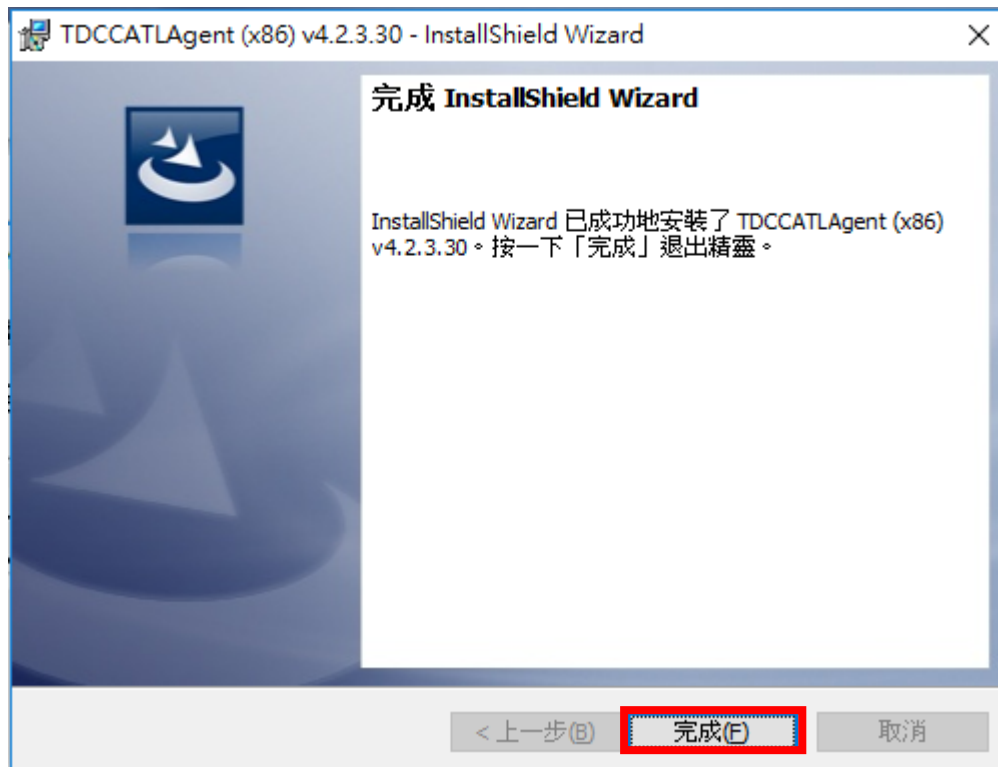 TDCCATLAgent (x86) v4.2.3.30 - InstallShield Wizard
完成 InstallShield Wizard
InstallShield Wizard 已成功地安裝了 TDCCATLAgent (x86)
v4.2.3.30。按一下「完成」退出精靈。
< 上一步(B) 完成(F) 取消